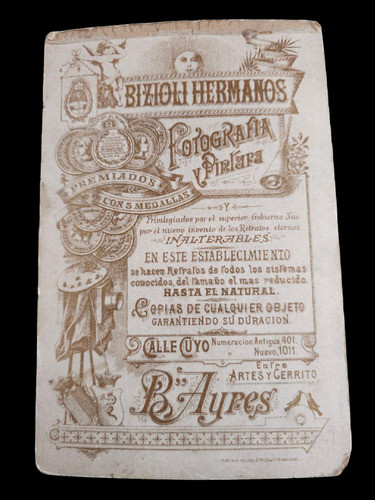 BIZIOLI HERMANOS
FOTOGRAFIA
Y PINTURA
PREMIADOS
CON 5 MEDALLAS
Y
Privilegiados por el superior Gobierno Nac
por el nuevo invento de los Retratos eternos
INALTERABLES
EN ESTE ESTABLECIMIENTO
se hacen Retratos de todos los sistemas
conocidos, del tamaño el mas reducido
HASTA EL NATURAL.
COPIAS DE CUALQUIER OBJETO
GARANTIENDO SU DURACION.
CALLE CUYO Numeracion Antigua 401.
Nuevo, 1011.
Entre
ARTES Y CERRITO
Bs Ayres